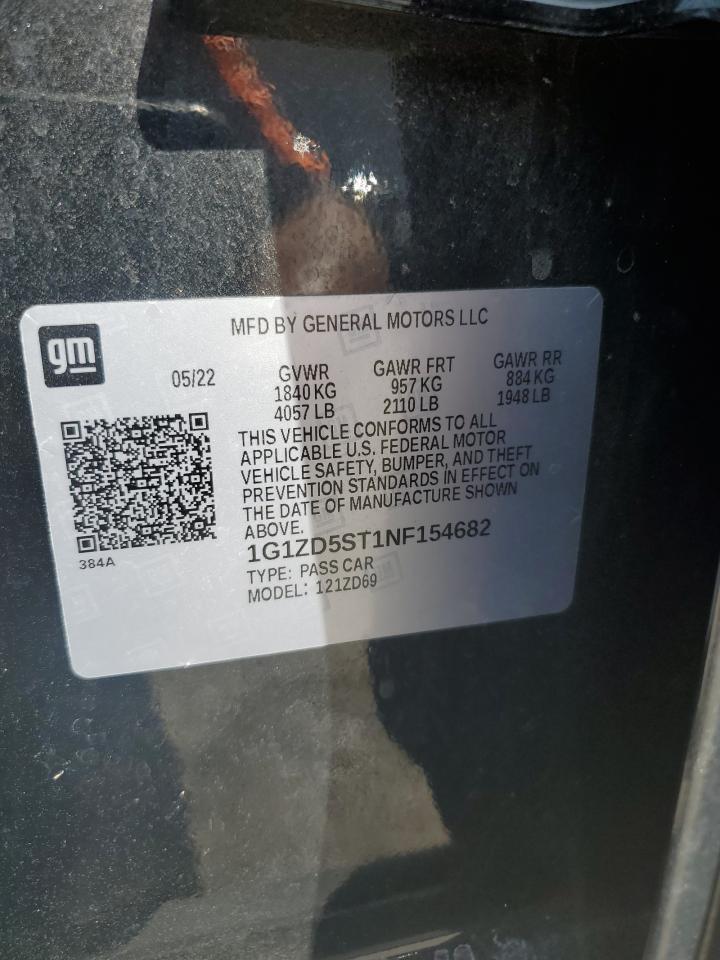 MFD BY GENERAL MOTORS LLC
gm
05/22
GVWR
1840 KG
4057 LB
GAWR FRT
957 KG
2110 LB
GAWR RR
884 KG
1948 LB
THIS VEHICLE CONFORMS TO ALL
APPLICABLE U.S. FEDERAL MOTOR
VEHICLE SAFETY, BUMPER, AND THEFT
PREVENTION STANDARDS IN EFFECT ON
THE DATE OF MANUFACTURE SHOWN
ABOVE.
384A
1G1ZD5ST1NF154682
TYPE: PASS CAR
MODEL: 121ZD69